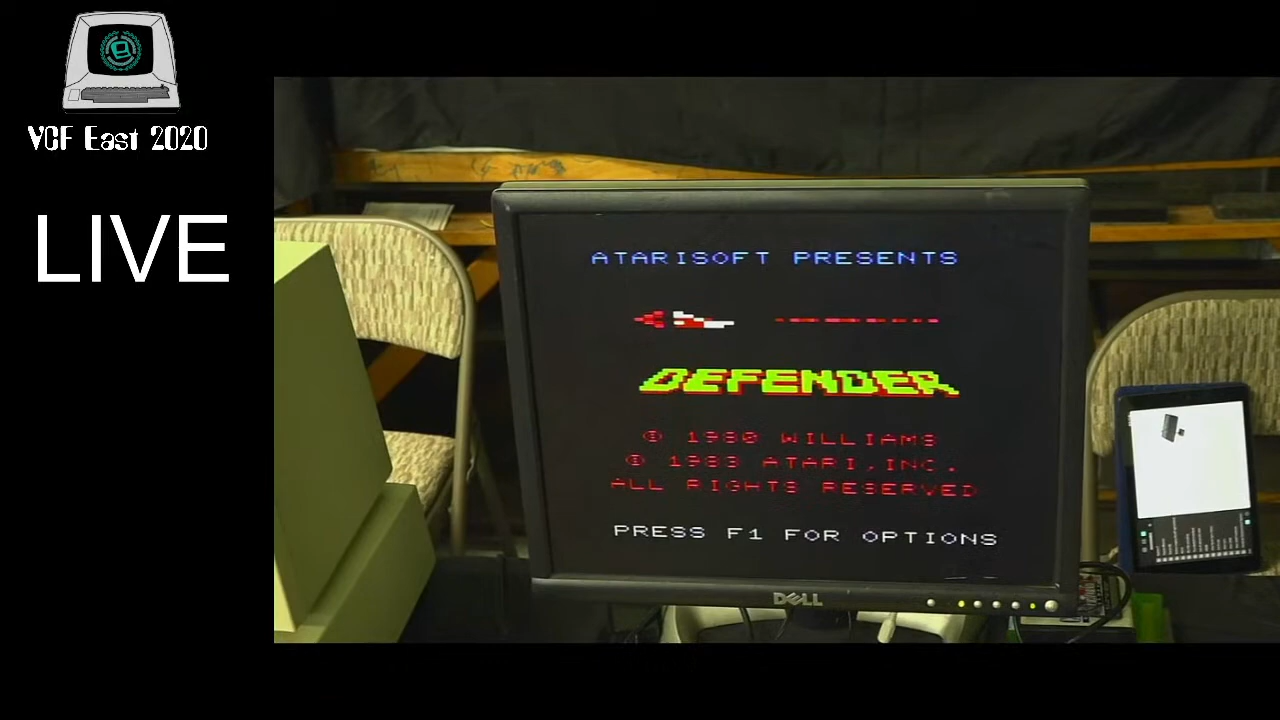 VCF East 2020
LIVE
ATARISOFT PRESENTS
DEFENDER
© 1980 WILLIAMS
© 1983 ATARI,INC.
ALL RIGHTS RESERVED
PRESS F1 FOR OPTIONS
DELL